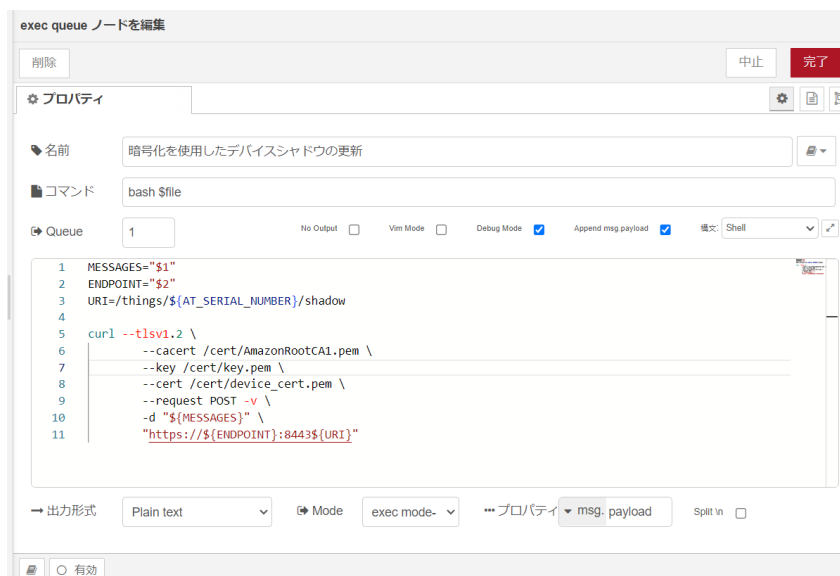 exec queue ノードを編集
削除 中止 完了
プロパティ
名前 暗号化を使用したデバイスシャドウの更新
コマンド bash $file
Queue 1 No Output Vim Mode Debug Mode Append msg.payload 構文: Shell
1 MESSAGES="$1"
2 ENDPOINT="$2"
3 URI=/things/${AT_SERIAL_NUMBER}/shadow
4
5 curl --tlsv1.2 \
6 --cacert /cert/AmazonRootCA1.pem \
7 --key /cert/key.pem \
8 --cert /cert/device_cert.pem \
9 --request POST -v \
10 -d "${MESSAGES}" \
11 "https://${ENDPOINT}:8443${URI}"
出力形式 Plain text Mode exec mode- プロパティ msg. payload Split \n
有効